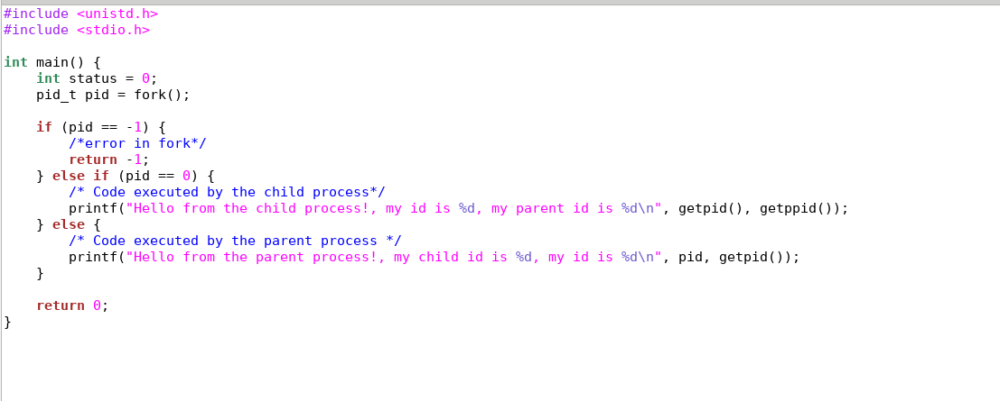 #include <unistd.h>
#include <stdio.h>

int main() {
    int status = 0;
    pid_t pid = fork();

    if (pid == -1) {
        /*error in fork*/
        return -1;
    } else if (pid == 0) {
        /* Code executed by the child process*/
        printf("Hello from the child process!, my id is %d, my parent id is %d\n", getpid(), getppid());
    } else {
        /* Code executed by the parent process */
        printf("Hello from the parent process!, my child id is %d, my id is %d\n", pid, getpid());
    }

    return 0;
}